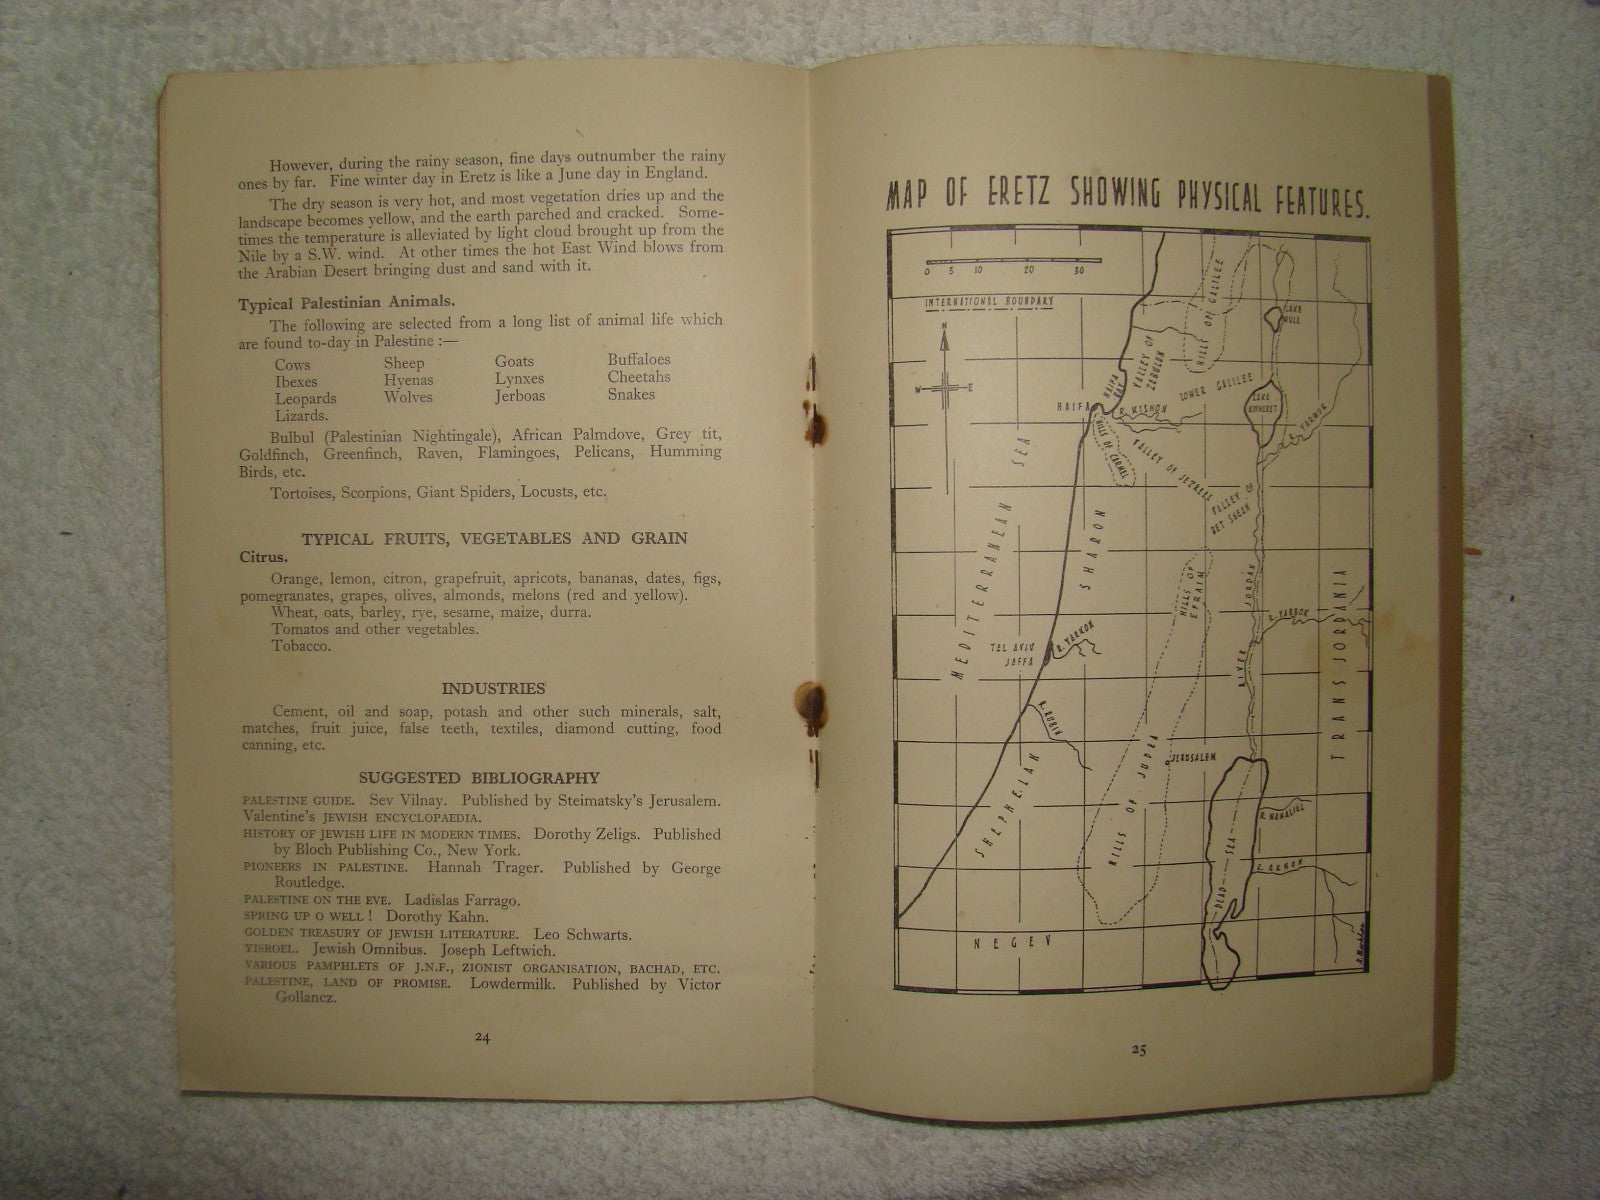 However, during the rainy season, fine days outnumber the rainy
ones by far. Fine winter day in Eretz is like a June day in England.
The dry season is very hot, and most vegetation dries up and the
landscape becomes yellow, and the earth parched and cracked. Some-
times the temperature is alleviated by light cloud brought up from the
Nile by a S.W. wind. At other times the hot East Wind blows from
the Arabian Desert bringing dust and sand with it.
Typical Palestinian Animals.
The following are selected from a long list of animal life which
are found to-day in Palestine :—
Cows Sheep Goats Buffaloes
Ibexes Hyenas Lynxes Cheetahs
Leopards Wolves Jerboas Snakes
Lizards.
Bulbul (Palestinian Nightingale), African Palmdove, Grey tit,
Goldfinch, Greenfinch, Raven, Flamingoes, Pelicans, Humming
Birds, etc.
Tortoises, Scorpions, Giant Spiders, Locusts, etc.
TYPICAL FRUITS, VEGETABLES AND GRAIN
Citrus.
Orange, lemon, citron, grapefruit, apricots, bananas, dates, figs,
pomegranates, grapes, olives, almonds, melons (red and yellow).
Wheat, oats, barley, rye, sesame, maize, durra.
Tomatos and other vegetables.
Tobacco.
INDUSTRIES
Cement, oil and soap, potash and other such minerals, salt,
matches, fruit juice, false teeth, textiles, diamond cutting, food
canning, etc.
SUGGESTED BIBLIOGRAPHY
PALESTINE GUIDE. Sev Vilnay. Published by Steimatsky's Jerusalem.
Valentine's JEWISH ENCYCLOPAEDIA.
HISTORY OF JEWISH LIFE IN MODERN TIMES. Dorothy Zeligs. Published
by Bloch Publishing Co., New York.
PIONEERS IN PALESTINE. Hannah Trager. Published by George
Routledge.
PALESTINE ON THE EVE. Ladislas Farrago.
SPRING UP O WELL ! Dorothy Kahn.
GOLDEN TREASURY OF JEWISH LITERATURE. Leo Schwarts.
YISROEL. Jewish Omnibus. Joseph Leftwich.
VARIOUS PAMPHLETS OF J.N.F., ZIONIST ORGANISATION, BACHAD, ETC.
PALESTINE, LAND OF PROMISE. Lowdermilk. Published by Victor
Gollancz.
24
MAP OF ERETZ SHOWING PHYSICAL FEATURES.
0 5 10 20 30
INTERNATIONAL BOUNDARY
N
W E
HILLS OF GALILEE
LAKE
HULE
VALLEY OF
ZABULUN
HAIFA
BAY
LOWER GALILEE
LAKE
KINNERET
HAIFA
R. KISHON
R. YARMUK
HILLS OF CARMEL
VALLEY OF JEZREEL
VALLEY OF
BET SHEAN
MEDITERRANEAN SEA
SHARON
HILLS OF
EFRAIM
RIVER JORDAN
R. YABBOK
TRANS JORDANIA
TEL AVIV
JAFFA
R. YARKON
R. RUBIN
SHEPHELAH
HILLS OF JUDEA
JERUSALEM
DEAD SEA
R. NAHALIEL
R. ARNON
NEGEV
25